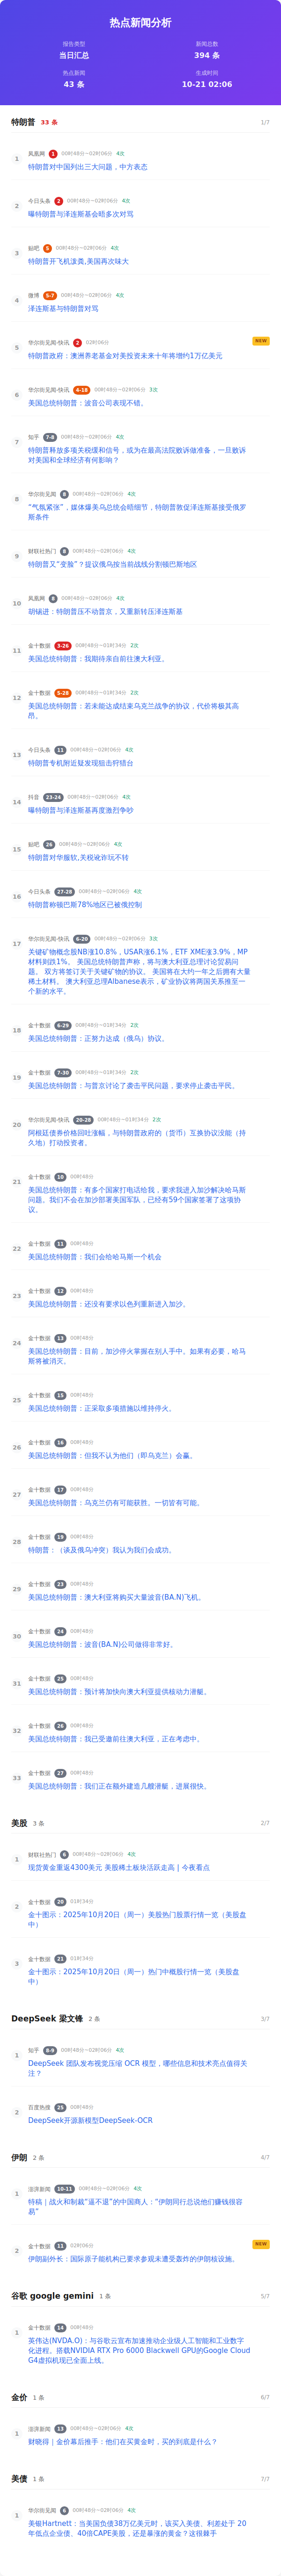 热点新闻分析
报告类型
新闻总数
当日汇总
394 条
热点新闻
生成时间
43 条
10-21 02:06
特朗普 33 条 1/7
1 凤凰网 1 00时48分~02时06分 4次
特朗普对中国列出三大问题，中方表态
2 今日头条 2 00时48分~02时06分 4次
曝特朗普与泽连斯基会晤多次对骂
3 贴吧 5 00时48分~02时06分 4次
特朗普开飞机泼粪,美国再次味大
4 微博 5-7 00时48分~02时06分 4次
泽连斯基与特朗普对骂
5 华尔街见闻-快讯 2 02时06分 NEW
特朗普政府：澳洲养老基金对美投资未来十年将增约1万亿美元
6 华尔街见闻-快讯 4-18 00时48分~02时06分 3次
美国总统特朗普：波音公司表现不错。
7 知乎 7-8 00时48分~02时06分 4次
特朗普释放多项关税缓和信号，或为在最高法院败诉做准备，一旦败诉
对美国和全球经济有何影响？
8 华尔街见闻 8 00时48分~02时06分 4次
“气氛紧张”，媒体爆美乌总统会晤细节，特朗普敦促泽连斯基接受俄罗
斯条件
9 财联社热门 8 00时48分~02时06分 4次
特朗普又“变脸”？提议俄乌按当前战线分割顿巴斯地区
10 凤凰网 8 00时48分~02时06分 4次
胡锡进：特朗普压不动普京，又重新转压泽连斯基
11 金十数据 3-26 00时48分~01时34分 2次
美国总统特朗普：我期待亲自前往澳大利亚。
12 金十数据 5-28 00时48分~01时34分 2次
美国总统特朗普：若未能达成结束乌克兰战争的协议，代价将极其高
昂。
13 今日头条 11 00时48分~02时06分 4次
特朗普专机附近疑发现狙击狩猎台
14 抖音 23-24 00时48分~02时06分 4次
曝特朗普与泽连斯基再度激烈争吵
15 贴吧 26 00时48分~02时06分 4次
特朗普对华服软,关税讹诈玩不转
16 今日头条 27-28 00时48分~02时06分 4次
特朗普称顿巴斯78%地区已被俄控制
17 华尔街见闻-快讯 6-20 00时48分~02时06分 3次
关键矿物概念股NB涨10.8%，USAR涨6.1%，ETF XME涨3.9%，MP
材料则跌1%。 美国总统特朗普声称，将与澳大利亚总理讨论贸易问
题。 双方将签订关于关键矿物的协议。 美国将在大约一年之后拥有大量
稀土材料。 澳大利亚总理Albanese表示，矿业协议将两国关系推至一
个新的水平。
18 金十数据 6-29 00时48分~01时34分 2次
美国总统特朗普：正努力达成（俄乌）协议。
19 金十数据 7-30 00时48分~01时34分 2次
美国总统特朗普：与普京讨论了袭击平民问题，要求停止袭击平民。
20 华尔街见闻-快讯 20-28 00时48分~01时34分 2次
阿根廷债券价格回吐涨幅，与特朗普政府的（货币）互换协议没能（持
久地）打动投资者。
21 金十数据 10 00时48分
美国总统特朗普：有多个国家打电话给我，要求我进入加沙解决哈马斯
问题。我们不会在加沙部署美国军队，已经有59个国家签署了这项协
议。
22 金十数据 11 00时48分
美国总统特朗普：我们会给哈马斯一个机会
23 金十数据 12 00时48分
美国总统特朗普：还没有要求以色列重新进入加沙。
24 金十数据 13 00时48分
美国总统特朗普：目前，加沙停火掌握在别人手中。如果有必要，哈马
斯将被消灭。
25 金十数据 15 00时48分
美国总统特朗普：正采取多项措施以维持停火。
26 金十数据 16 00时48分
美国总统特朗普：但我不认为他们（即乌克兰）会赢。
27 金十数据 17 00时48分
美国总统特朗普：乌克兰仍有可能获胜。一切皆有可能。
28 金十数据 19 00时48分
特朗普：（谈及俄乌冲突）我认为我们会成功。
29 金十数据 23 00时48分
美国总统特朗普：澳大利亚将购买大量波音(BA.N)飞机。
30 金十数据 24 00时48分
美国总统特朗普：波音(BA.N)公司做得非常好。
31 金十数据 25 00时48分
美国总统特朗普：预计将加快向澳大利亚提供核动力潜艇。
32 金十数据 26 00时48分
美国总统特朗普：我已受邀前往澳大利亚，正在考虑中。
33 金十数据 27 00时48分
美国总统特朗普：我们正在额外建造几艘潜艇，进展很快。
美股 3 条 2/7
1 财联社热门 6 00时48分~02时06分 4次
现货黄金重返4300美元 美股稀土板块活跃走高 | 今夜看点
2 金十数据 20 01时34分
金十图示：2025年10月20日（周一）美股热门股票行情一览（美股盘
中）
3 金十数据 21 01时34分
金十图示：2025年10月20日（周一）热门中概股行情一览（美股盘
中）
DeepSeek 梁文锋 2 条 3/7
1 知乎 8-9 00时48分~02时06分 4次
DeepSeek 团队发布视觉压缩 OCR 模型，哪些信息和技术亮点值得关
注？
2 百度热搜 25 00时48分
DeepSeek开源新模型DeepSeek-OCR
伊朗 2 条 4/7
1 澎湃新闻 10-11 00时48分~02时06分 4次
特稿｜战火和制裁“逼不退”的中国商人：“伊朗同行总说他们赚钱很容
易”
2 金十数据 11 02时06分 NEW
伊朗副外长：国际原子能机构已要求参观未遭受轰炸的伊朗核设施。
谷歌 google gemini 1 条 5/7
1 金十数据 14 00时48分
英伟达(NVDA.O)：与谷歌云宣布加速推动企业级人工智能和工业数字
化进程。搭载NVIDIA RTX Pro 6000 Blackwell GPU的Google Cloud
G4虚拟机现已全面上线。
金价 1 条 6/7
1 澎湃新闻 13 00时48分~02时06分 4次
财晓得｜金价幕后推手：他们在买黄金时，买的到底是什么？
美债 1 条 7/7
1 华尔街见闻 6 00时48分~02时06分 4次
美银Hartnett：当美国负债38万亿美元时，该买入美债、利差处于 20
年低点企业债、40倍CAPE美股，还是暴涨的黄金？这很棘手